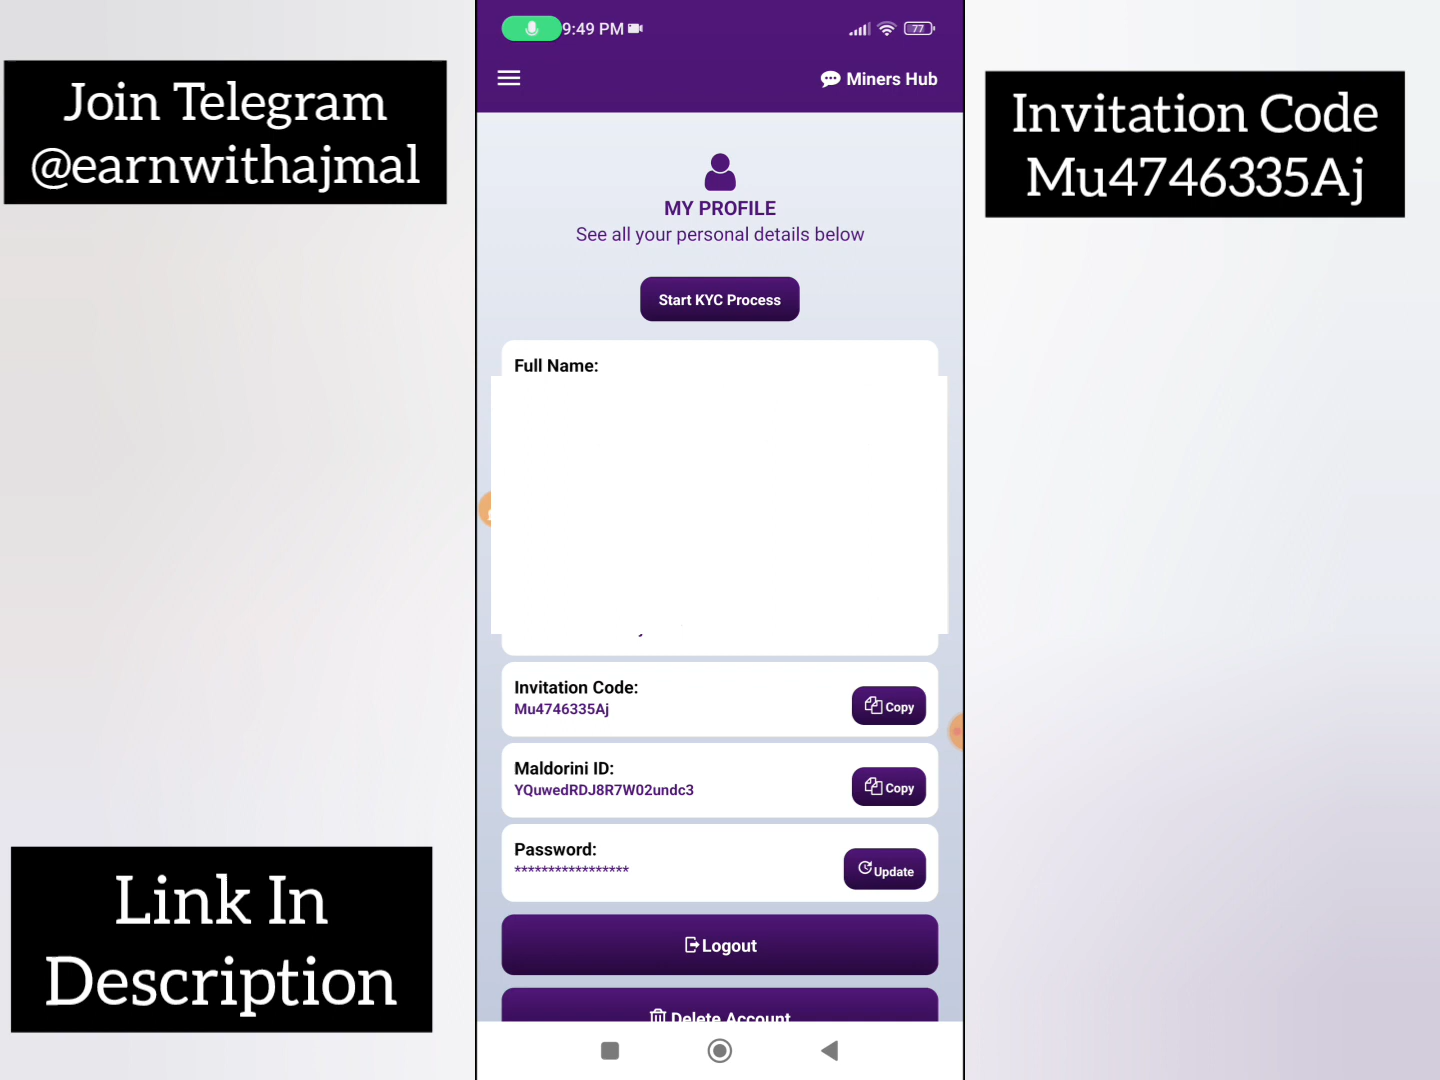 Join Telegram
@earnwithajmal
9:49 PM
77
Miners Hub
Invitation Code
Mu4746335Aj
MY PROFILE
See all your personal details below
Start KYC Process
Full Name:
Invitation Code:
Mu4746335Aj
Copy
Maldorini ID:
YQuwedRDJ8R7W02undc3
Copy
Password:
*****************
Update
Logout
Delete Account
Link In
Description